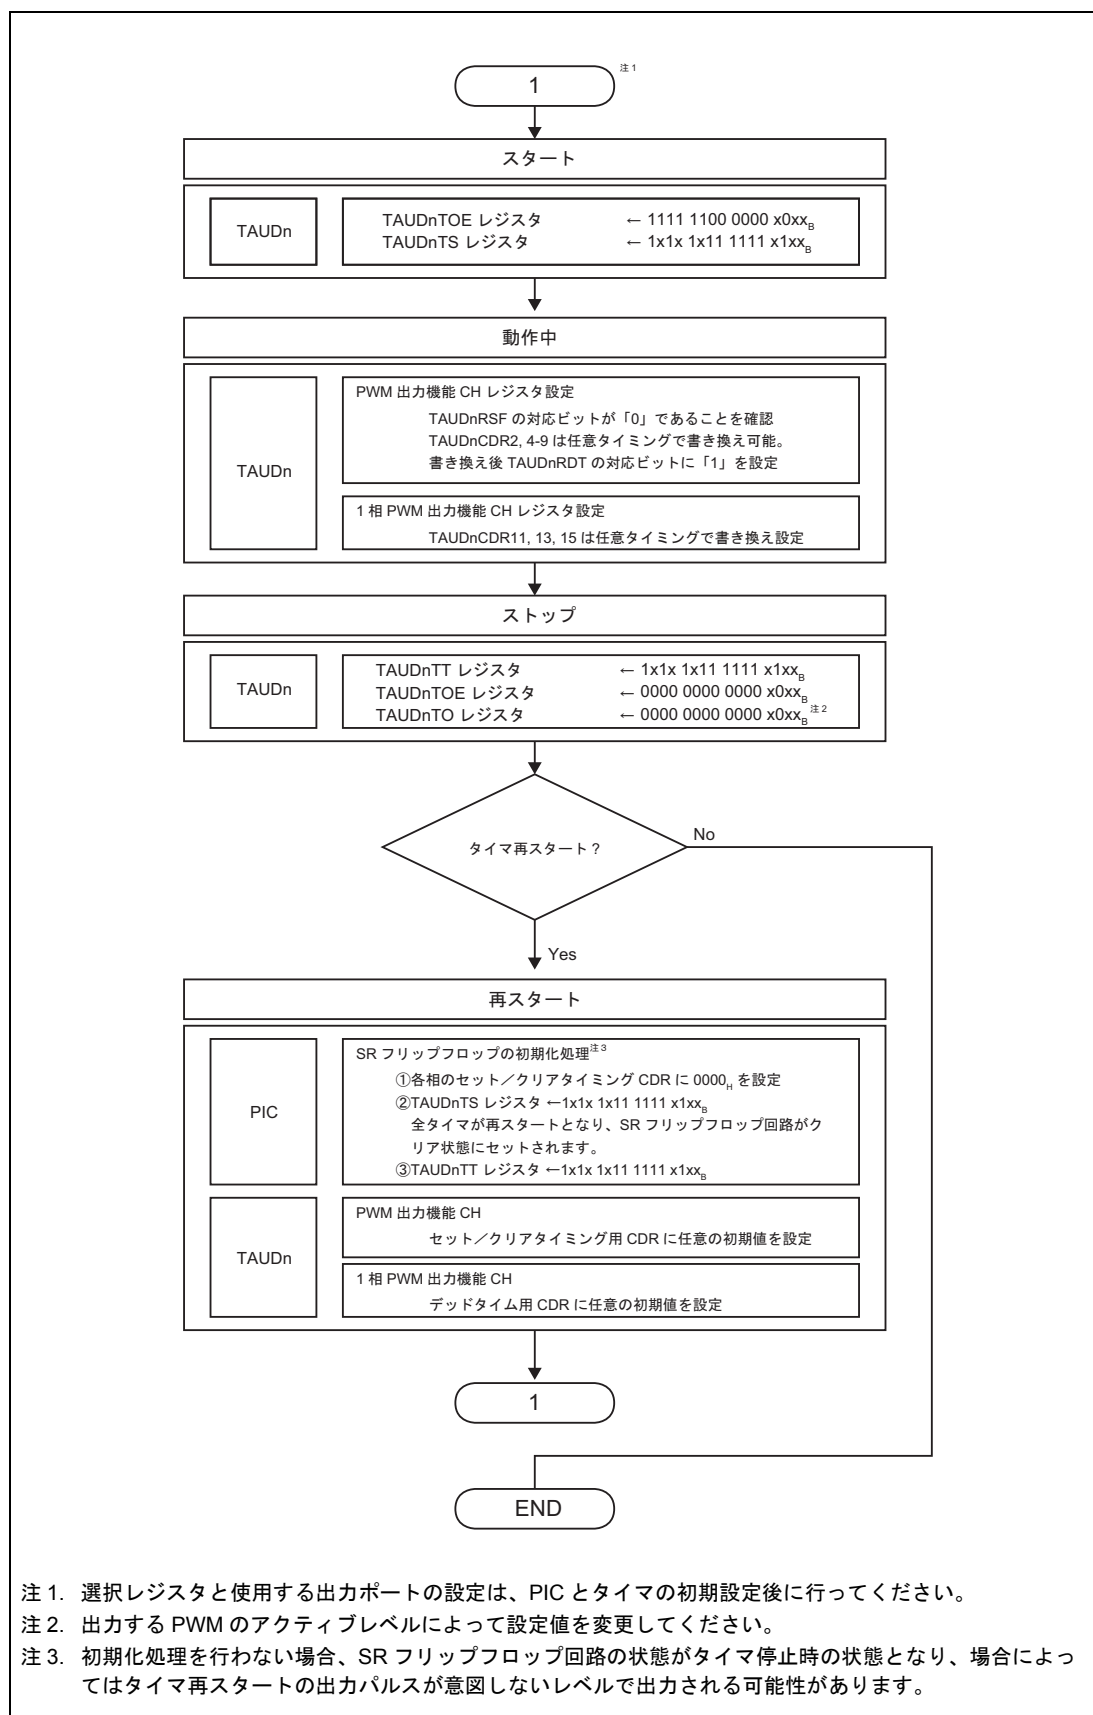 1 注 1
スタート
TAUDn
TAUDnTOE レジスタ ← 1111 1100 0000 x0xxB
TAUDnTS レジスタ ← 1x1x 1x11 1111 x1xxB
動作中
TAUDn
PWM 出力機能 CH レジスタ設定
TAUDnRSF の対応ビットが「0」であることを確認
TAUDnCDR2, 4-9 は任意タイミングで書き換え可能。
書き換え後 TAUDnRDT の対応ビットに「1」を設定
1 相 PWM 出力機能 CH レジスタ設定
TAUDnCDR11, 13, 15 は任意タイミングで書き換え設定
ストップ
TAUDn
TAUDnTT レジスタ ← 1x1x 1x11 1111 x1xxB
TAUDnTOE レジスタ ← 0000 0000 0000 x0xxB
TAUDnTO レジスタ ← 0000 0000 0000 x0xxB 注 2
タイマ再スタート?
No
Yes
再スタート
PIC
SR フリップフロップの初期化処理注 3
①各相のセット/クリアタイミング CDR に 0000H を設定
②TAUDnTS レジスタ ←1x1x 1x11 1111 x1xxB
全タイマが再スタートとなり、SR フリップフロップ回路がク
リア状態にセットされます。
③TAUDnTT レジスタ ←1x1x 1x11 1111 x1xxB
TAUDn
PWM 出力機能 CH
セット/クリアタイミング用 CDR に任意の初期値を設定
1 相 PWM 出力機能 CH
デッドタイム用 CDR に任意の初期値を設定
1
END
注 1. 選択レジスタと使用する出力ポートの設定は、PIC とタイマの初期設定後に行ってください。
注 2. 出力する PWM のアクティブレベルによって設定値を変更してください。
注 3. 初期化処理を行わない場合、SR フリップフロップ回路の状態がタイマ停止時の状態となり、場合によっ
てはタイマ再スタートの出力パルスが意図しないレベルで出力される可能性があります。